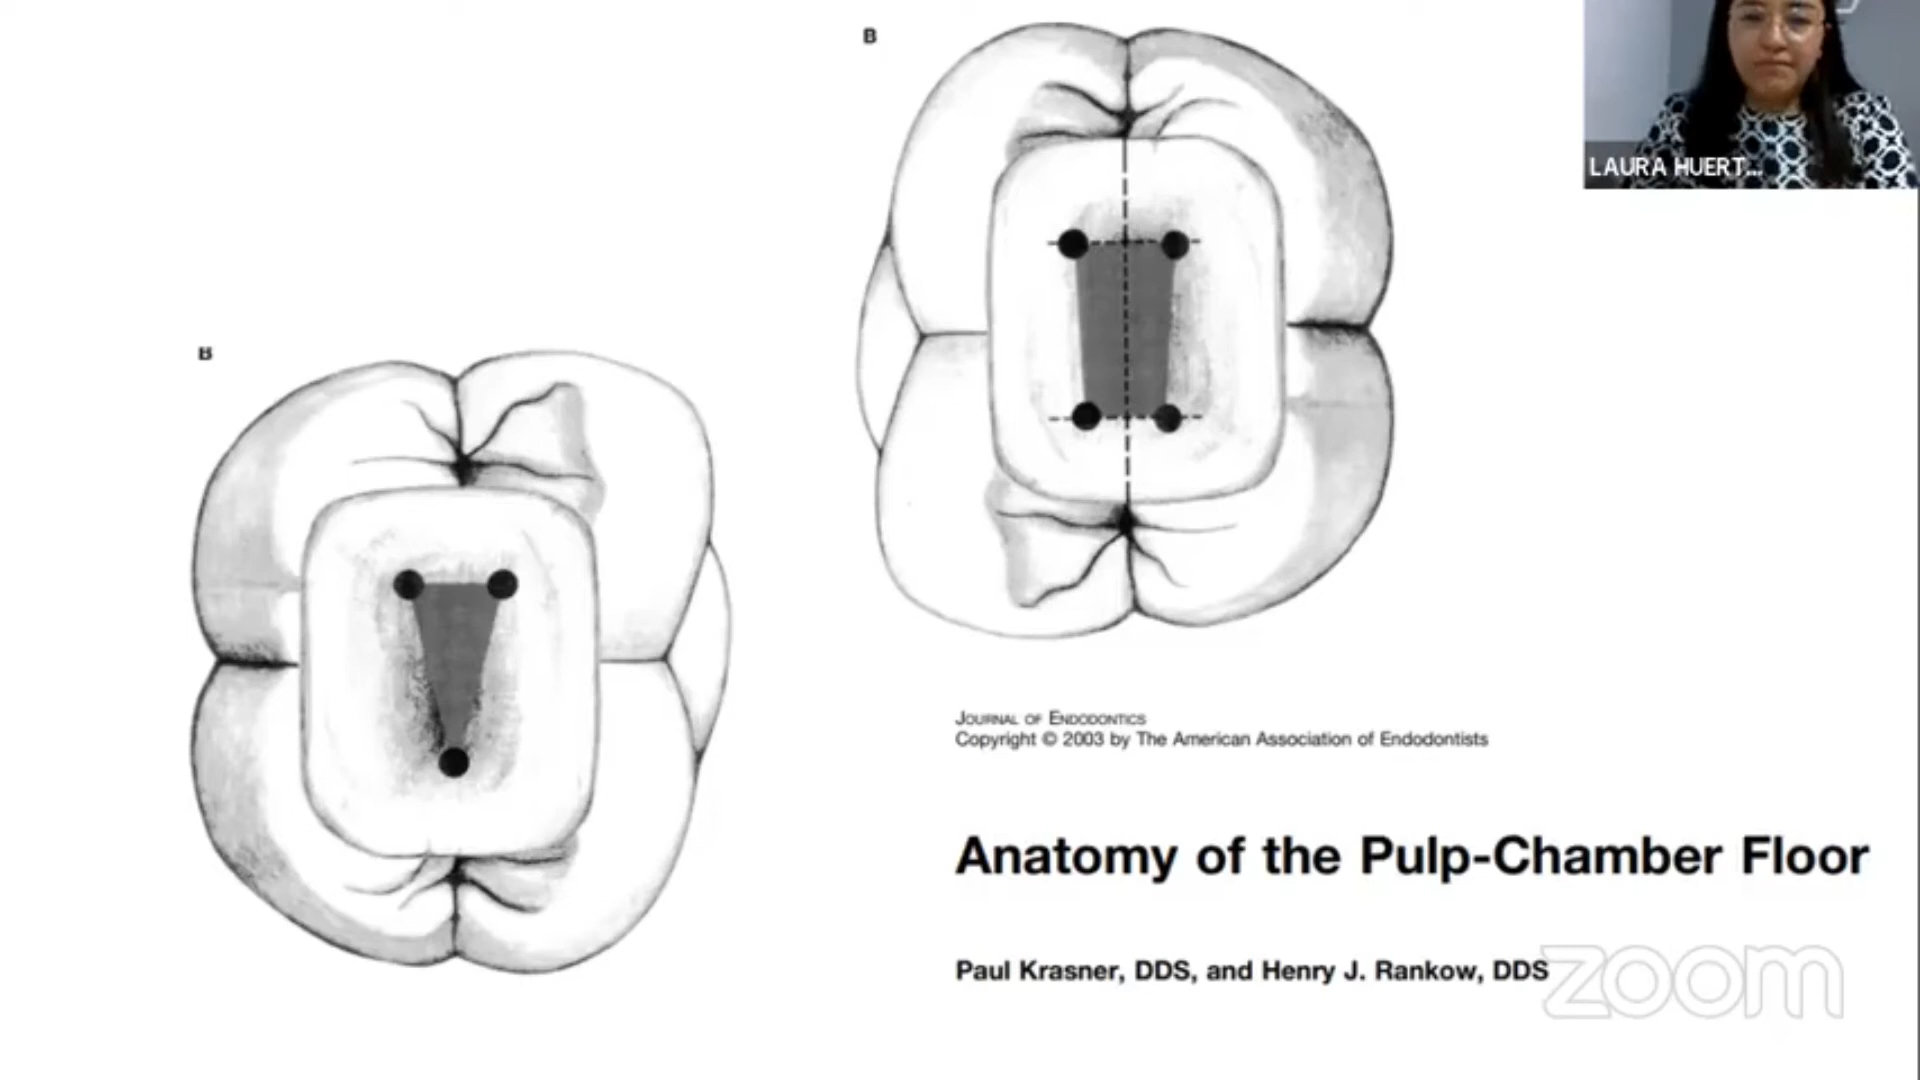 B
LAURA HUERT...
B
JOURNAL OF ENDODONTICS
Copyright © 2003 by The American Association of Endodontists
Anatomy of the Pulp-Chamber Floor
Paul Krasner, DDS, and Henry J. Rankow, DDS
zoom